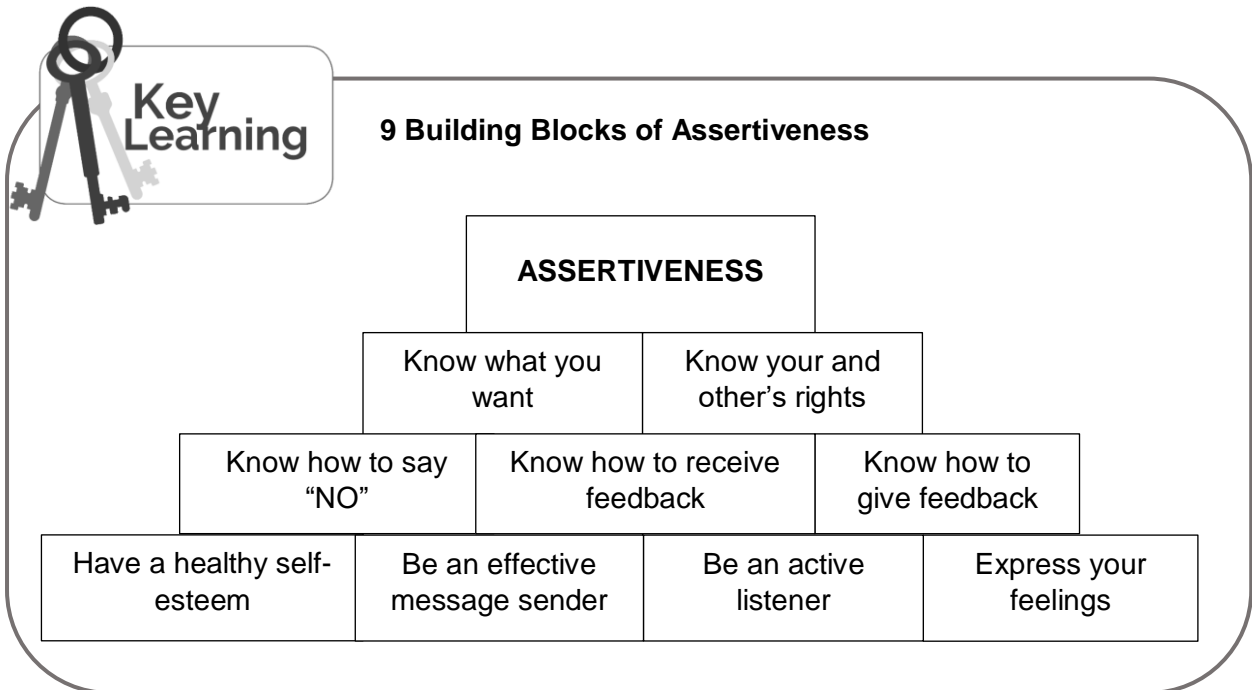 Key
Learning
9 Building Blocks of Assertiveness
ASSERTIVENESS
Know what you
want
Know your and
other’s rights
Know how to say
“NO”
Know how to receive
feedback
Know how to
give feedback
Have a healthy self-
esteem
Be an effective
message sender
Be an active
listener
Express your
feelings